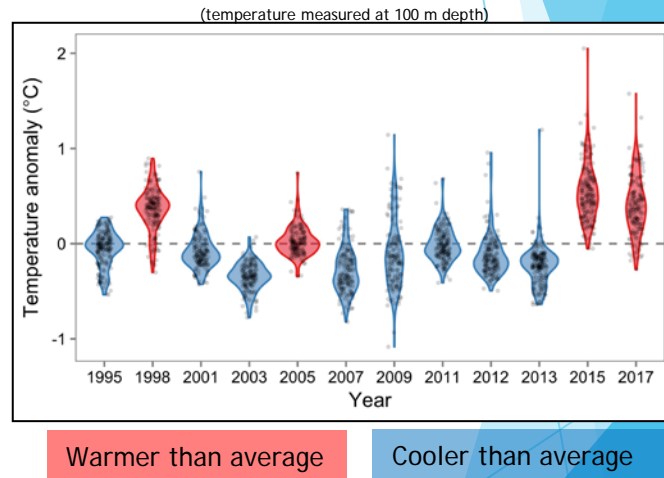 (temperature measured at 100 m depth)
Temperature anomaly (°C)
2
1
0
-1
1995 1998 2001 2003 2005 2007 2009 2011 2012 2013 2015 2017
Year
Warmer than average
Cooler than average